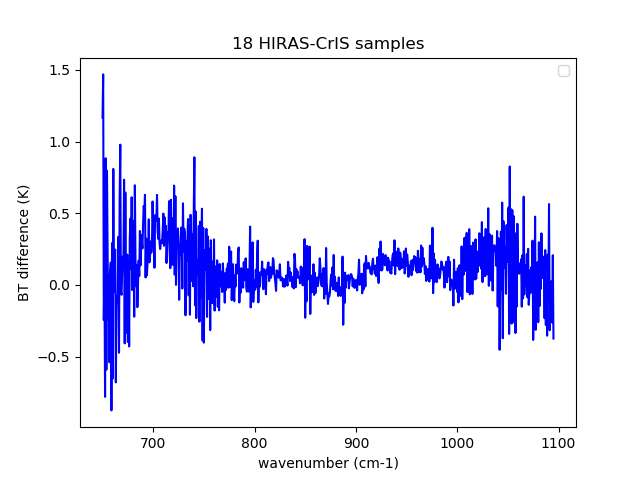 18 HIRAS-CrIS samples
1.5
1.0
0.5
0.0
−0.5
BT difference (K)
700 800 900 1000 1100
wavenumber (cm-1)